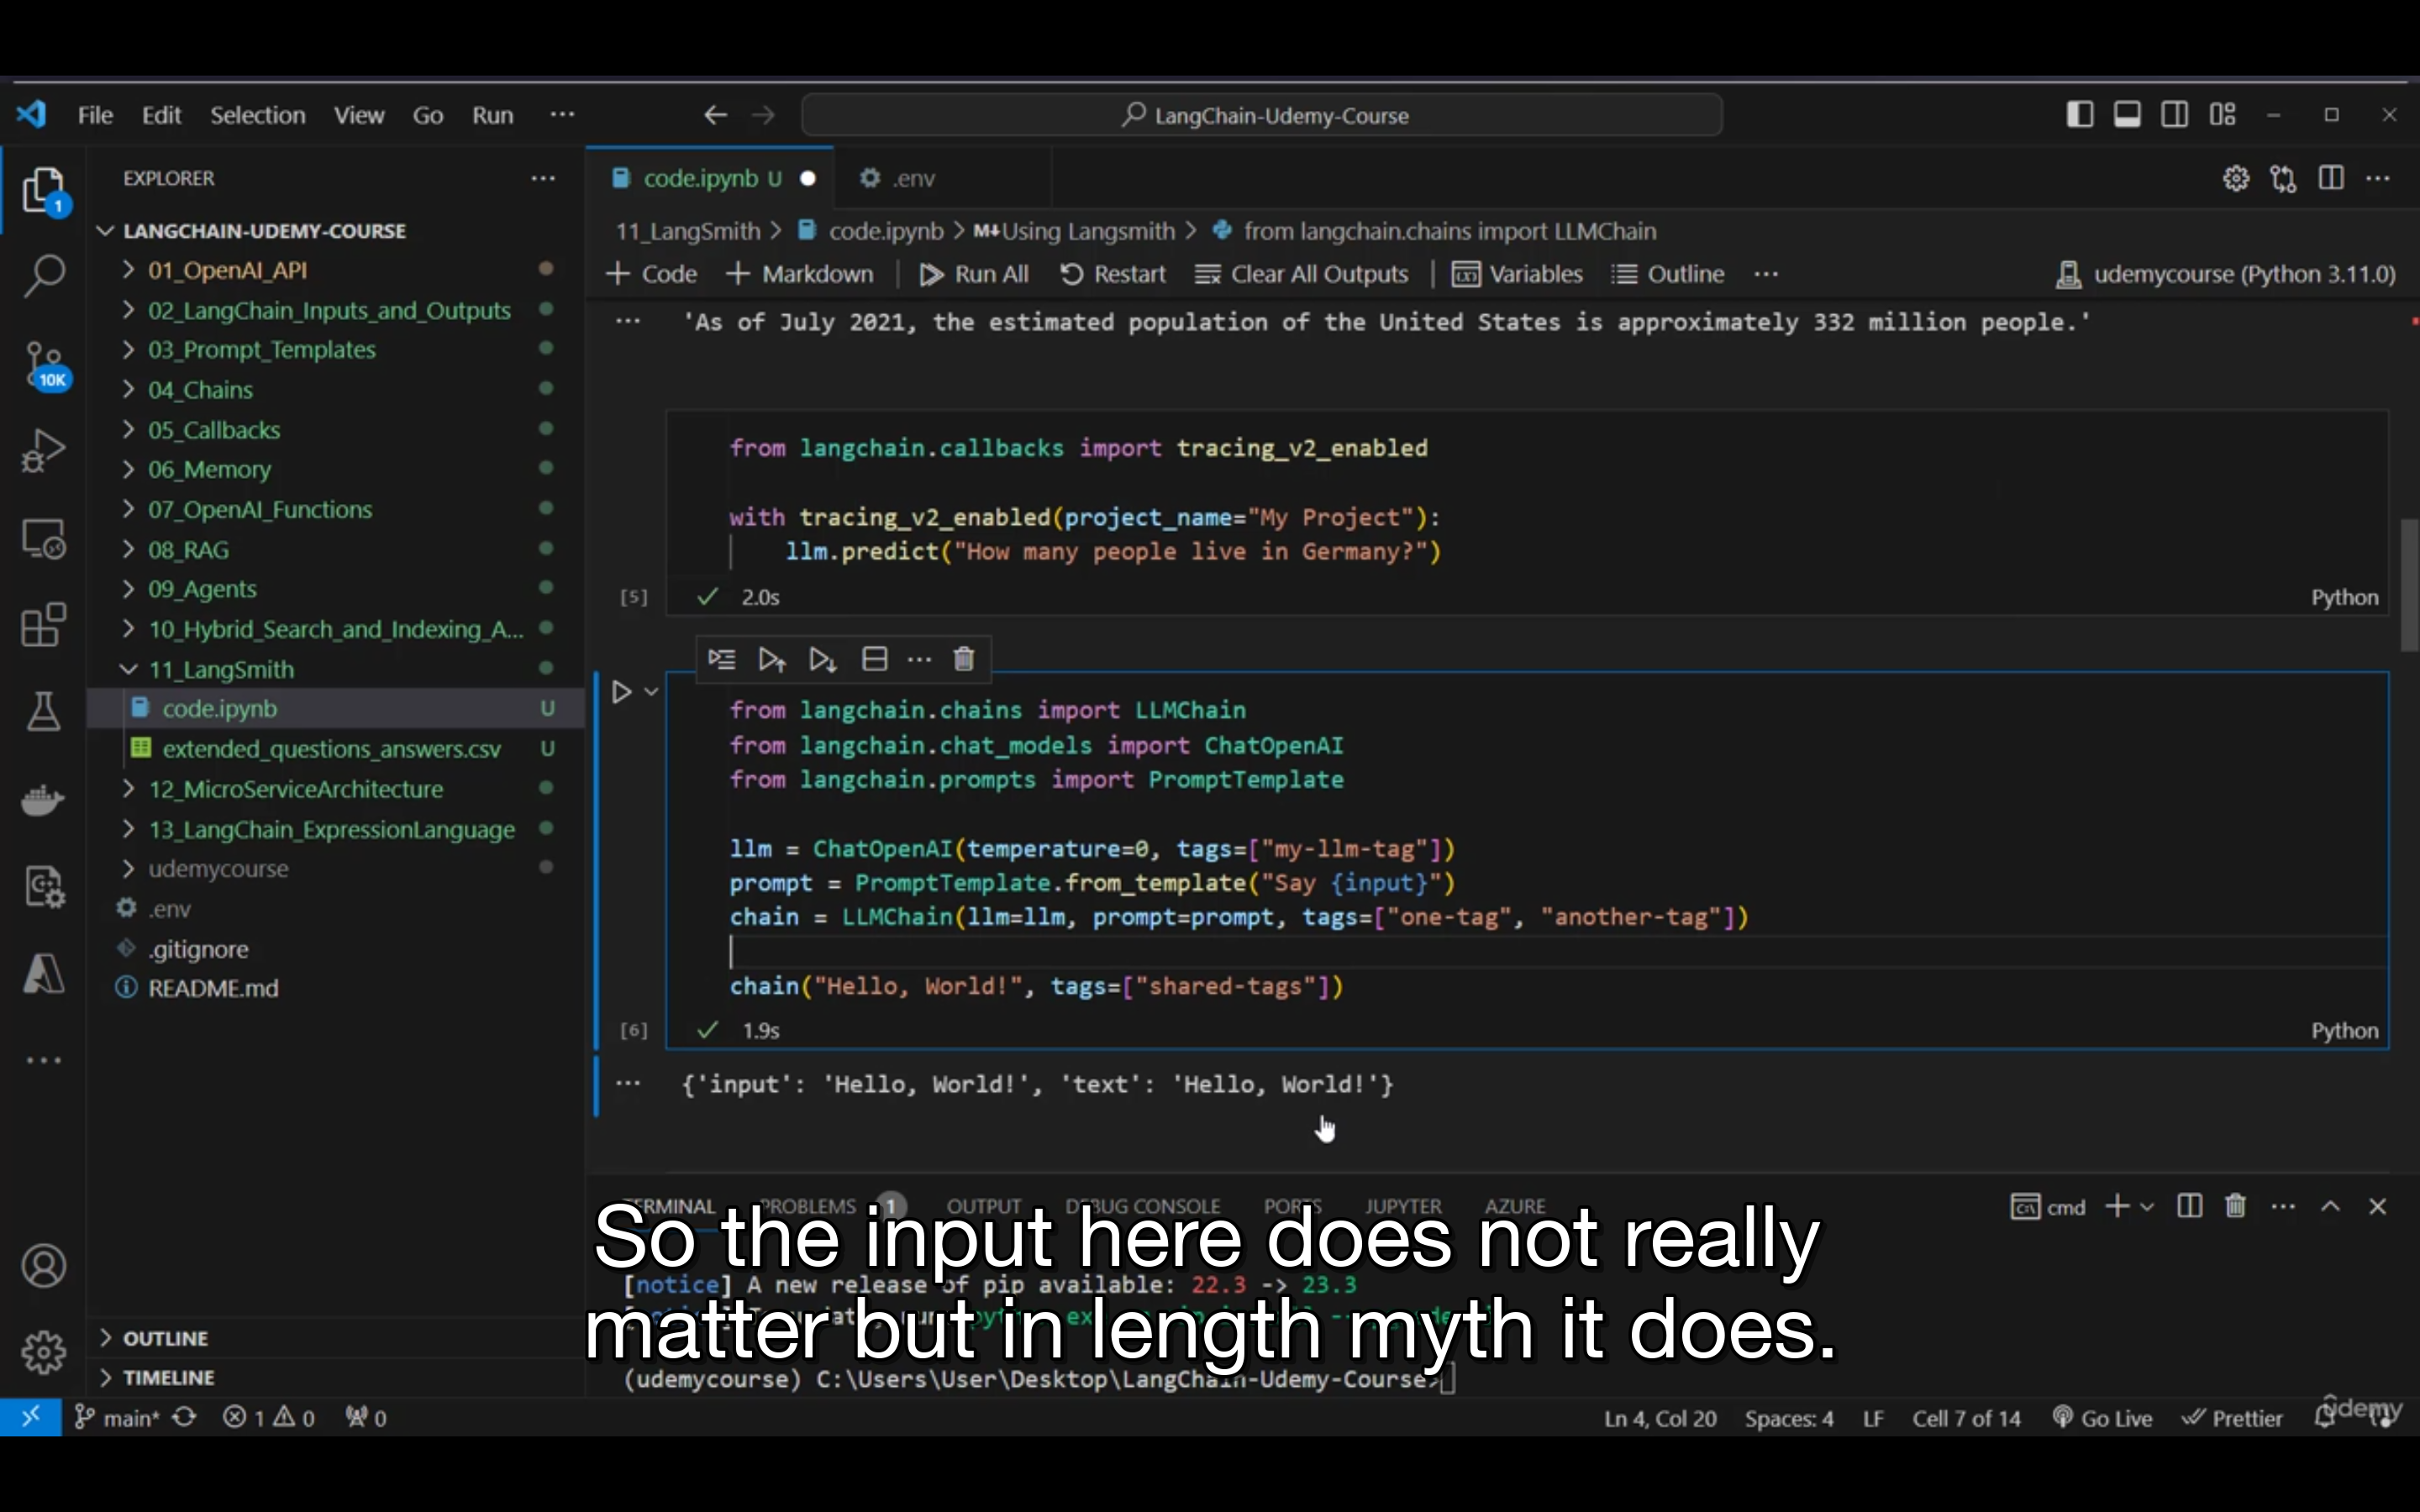 File Edit Selection View Go Run ···
LangChain-Udemy-Course
EXPLORER ···
code.ipynb U
.env
1
LANGCHAIN-UDEMY-COURSE
11_LangSmith > code.ipynb > M↓Using Langsmith > from langchain.chains import LLMChain
+ Code + Markdown | Run All Restart Clear All Outputs | Variables Outline ···
udemycourse (Python 3.11.0)
01_OpenAI_API
02_LangChain_Inputs_and_Outputs
03_Prompt_Templates
04_Chains
05_Callbacks
06_Memory
07_OpenAI_Functions
08_RAG
09_Agents
10_Hybrid_Search_and_Indexing_A...
11_LangSmith
code.ipynb U
extended_questions_answers.csv U
12_MicroServiceArchitecture
13_LangChain_ExpressionLanguage
udemycourse
.env
.gitignore
README.md
10K
OUTLINE
TIMELINE
'As of July 2021, the estimated population of the United States is approximately 332 million people.'
from langchain.callbacks import tracing_v2_enabled
with tracing_v2_enabled(project_name="My Project"):
llm.predict("How many people live in Germany?")
[5] 2.0s Python
from langchain.chains import LLMChain
from langchain.chat_models import ChatOpenAI
from langchain.prompts import PromptTemplate
llm = ChatOpenAI(temperature=0, tags=["my-llm-tag"])
prompt = PromptTemplate.from_template("Say {input}")
chain = LLMChain(llm=llm, prompt=prompt, tags=["one-tag", "another-tag"])
chain("Hello, World!", tags=["shared-tags"])
[6] 1.9s Python
{'input': 'Hello, World!', 'text': 'Hello, World!'}
TERMINAL PROBLEMS 1 OUTPUT DEBUG CONSOLE PORTS JUPYTER AZURE
cmd
So the input here does not really
matter but in length myth it does.
[notice] A new release of pip available: 22.3 -> 23.3
(udemycourse) C:\Users\User\Desktop\LangChain-Udemy-Course>
main* 1 0 0
Ln 4, Col 20 Spaces: 4 LF Cell 7 of 14 Go Live Prettier
ûdemy